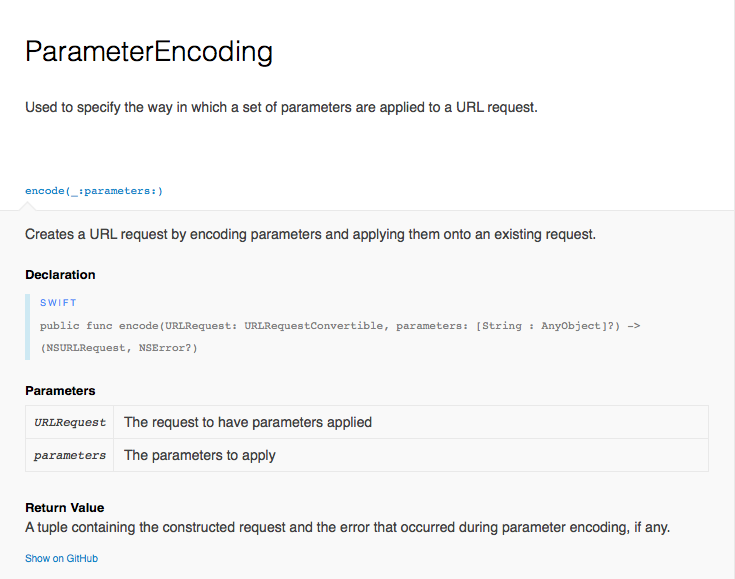 ParameterEncoding
Used to specify the way in which a set of parameters are applied to a URL request.
encode(_:parameters:)
Creates a URL request by encoding parameters and applying them onto an existing request.
Declaration
SWIFT
public func encode(URLRequest: URLRequestConvertible, parameters: [String : AnyObject]?) ->
(NSURLRequest, NSError?)
Parameters
URLRequest The request to have parameters applied
parameters The parameters to apply
Return Value
A tuple containing the constructed request and the error that occurred during parameter encoding, if any.
Show on GitHub